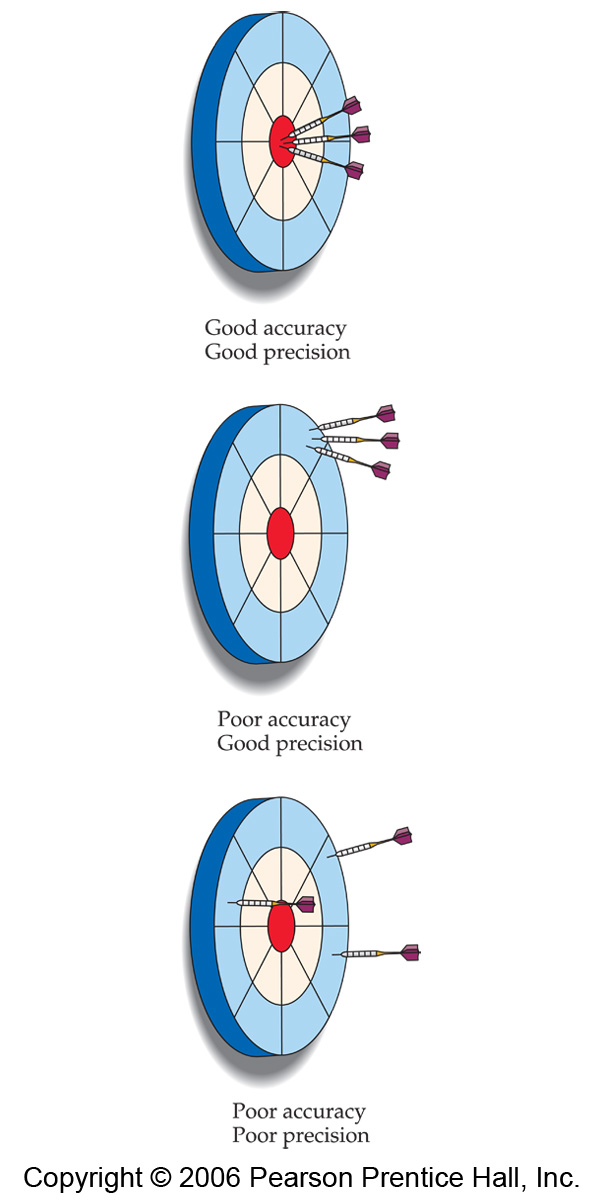 Good accuracy
Good precision
Poor accuracy
Good precision
Poor accuracy
Poor precision
Copyright © 2006 Pearson Prentice Hall, Inc.